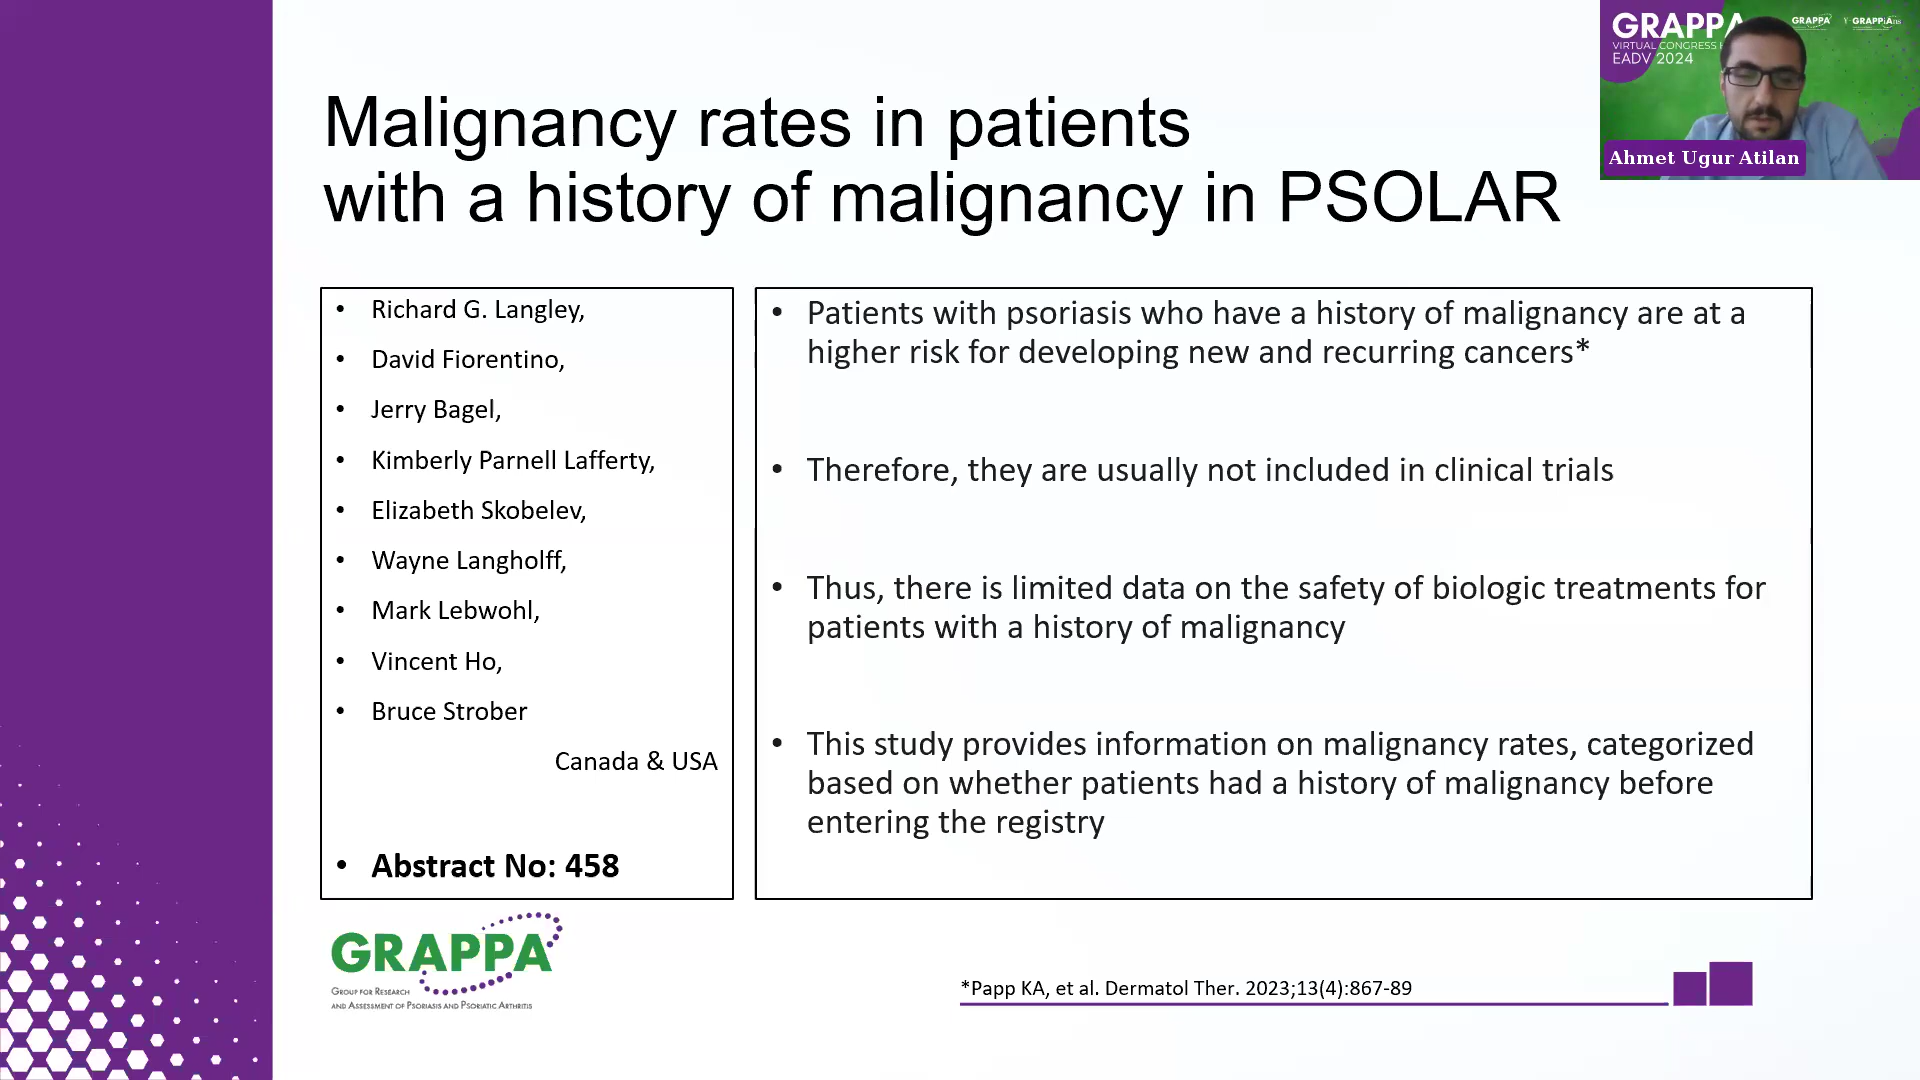 Malignancy rates in patients
with a history of malignancy in PSOLAR
GRAPPA
VIRTUAL CONGRESS
EADV 2024
GRAPPA
Ahmet Ugur Atilan
• Richard G. Langley,
• David Fiorentino,
• Jerry Bagel,
• Kimberly Parnell Lafferty,
• Elizabeth Skobelev,
• Wayne Langholff,
• Mark Lebwohl,
• Vincent Ho,
• Bruce Strober
Canada & USA
• Abstract No: 458
• Patients with psoriasis who have a history of malignancy are at a
higher risk for developing new and recurring cancers*
• Therefore, they are usually not included in clinical trials
• Thus, there is limited data on the safety of biologic treatments for
patients with a history of malignancy
• This study provides information on malignancy rates, categorized
based on whether patients had a history of malignancy before
entering the registry
GRAPPA
GROUP FOR RESEARCH
AND ASSESSMENT OF PSORIASIS AND PSORIATIC ARTHRITIS
*Papp KA, et al. Dermatol Ther. 2023;13(4):867-89